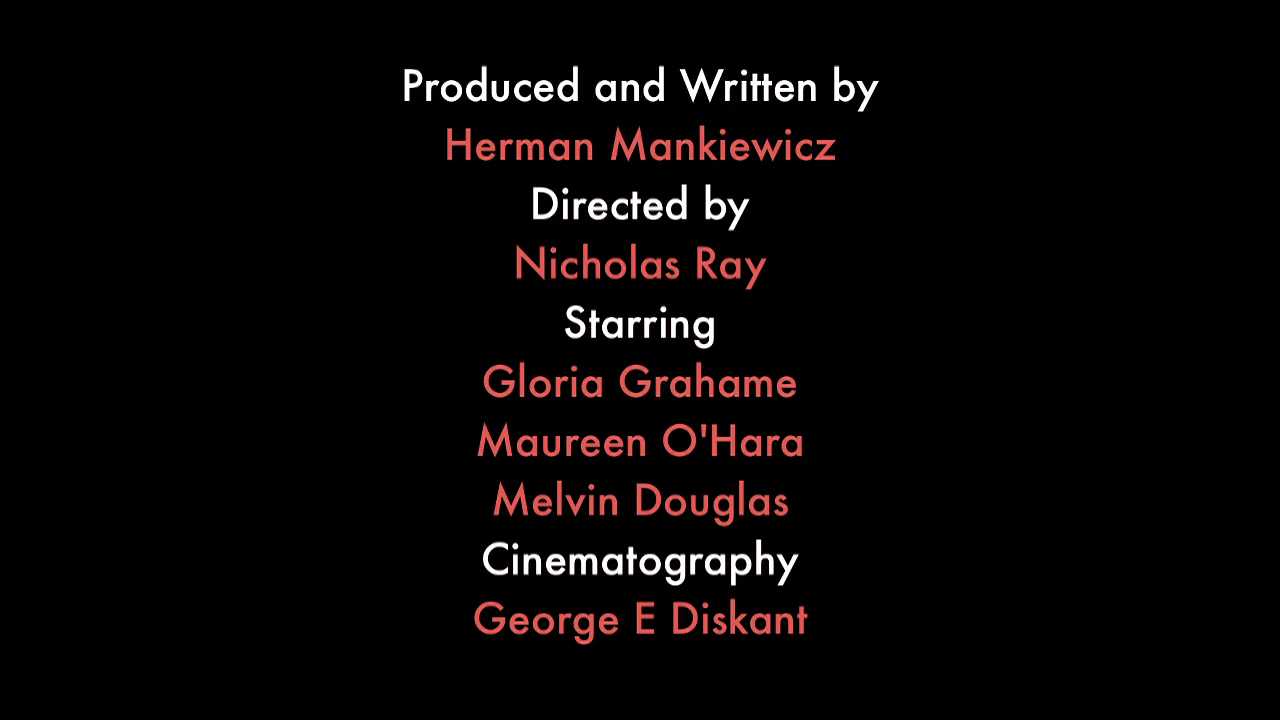 Produced and Written by
Herman Mankiewicz
Directed by
Nicholas Ray
Starring
Gloria Grahame
Maureen O'Hara
Melvin Douglas
Cinematography
George E Diskant